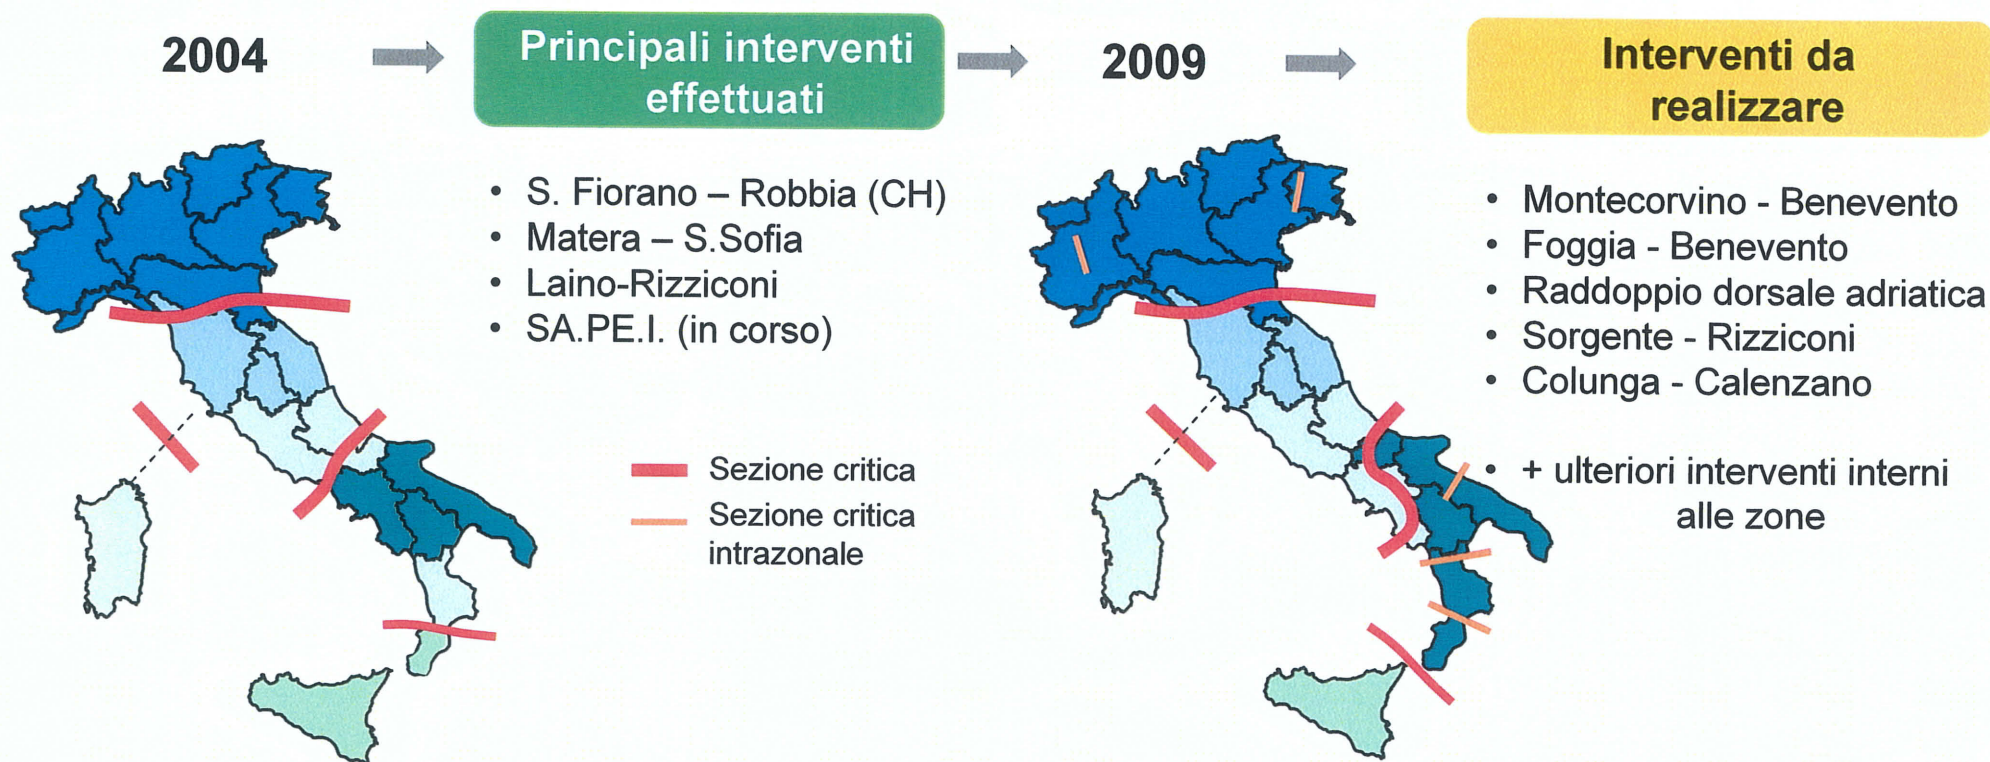 2004
Principali interventi
effettuati
2009
Interventi da
realizzare
• S. Fiorano – Robbia (CH)
• Matera – S.Sofia
• Laino-Rizziconi
• SA.PE.I. (in corso)
Sezione critica
Sezione critica
intrazonale
• Montecorvino - Benevento
• Foggia - Benevento
• Raddoppio dorsale adriatica
• Sorgente - Rizziconi
• Colunga - Calenzano
• + ulteriori interventi interni
alle zone